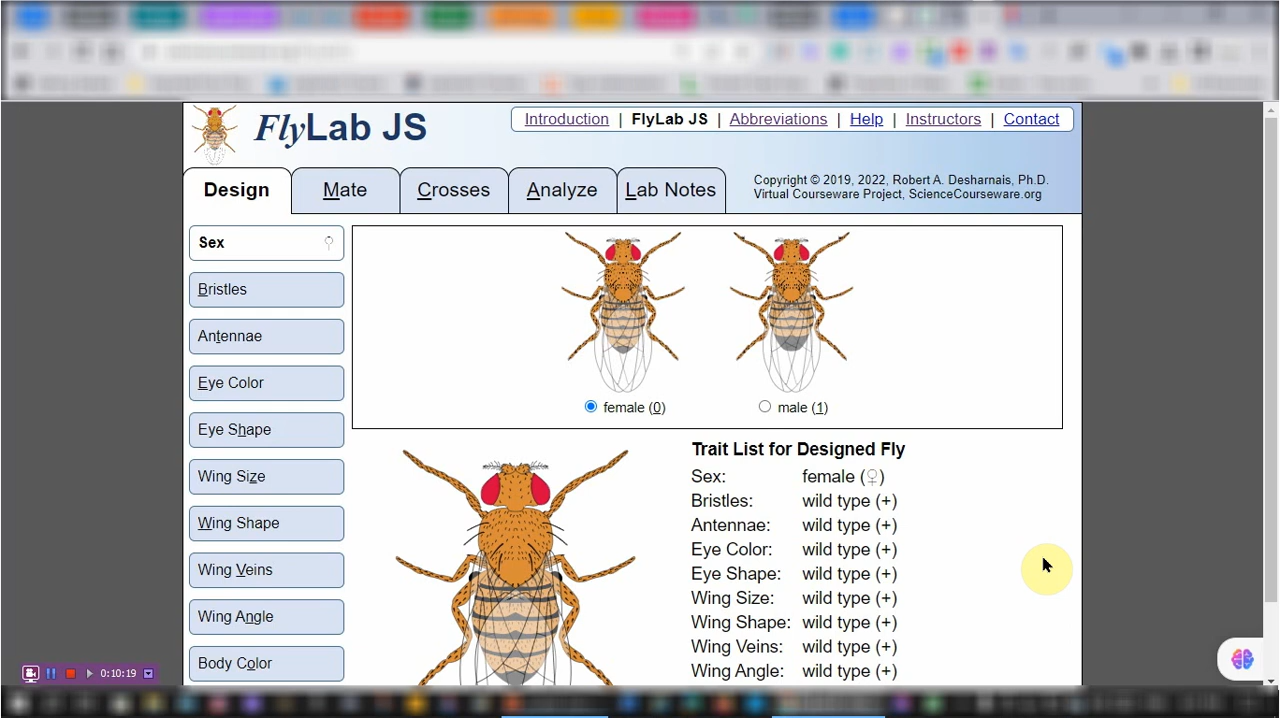 FlyLab JS
Introduction | FlyLab JS | Abbreviations | Help | Instructors | Contact
Design
Mate
Crosses
Analyze
Lab Notes
Copyright © 2019, 2022, Robert A. Desharnais, Ph.D.
Virtual Courseware Project, ScienceCourseware.org
Sex ♀
Bristles
Antennae
Eye Color
Eye Shape
Wing Size
Wing Shape
Wing Veins
Wing Angle
Body Color
female (0)
male (1)
Trait List for Designed Fly
Sex: female (♀)
Bristles: wild type (+)
Antennae: wild type (+)
Eye Color: wild type (+)
Eye Shape: wild type (+)
Wing Size: wild type (+)
Wing Shape: wild type (+)
Wing Veins: wild type (+)
Wing Angle: wild type (+)
0:10:19